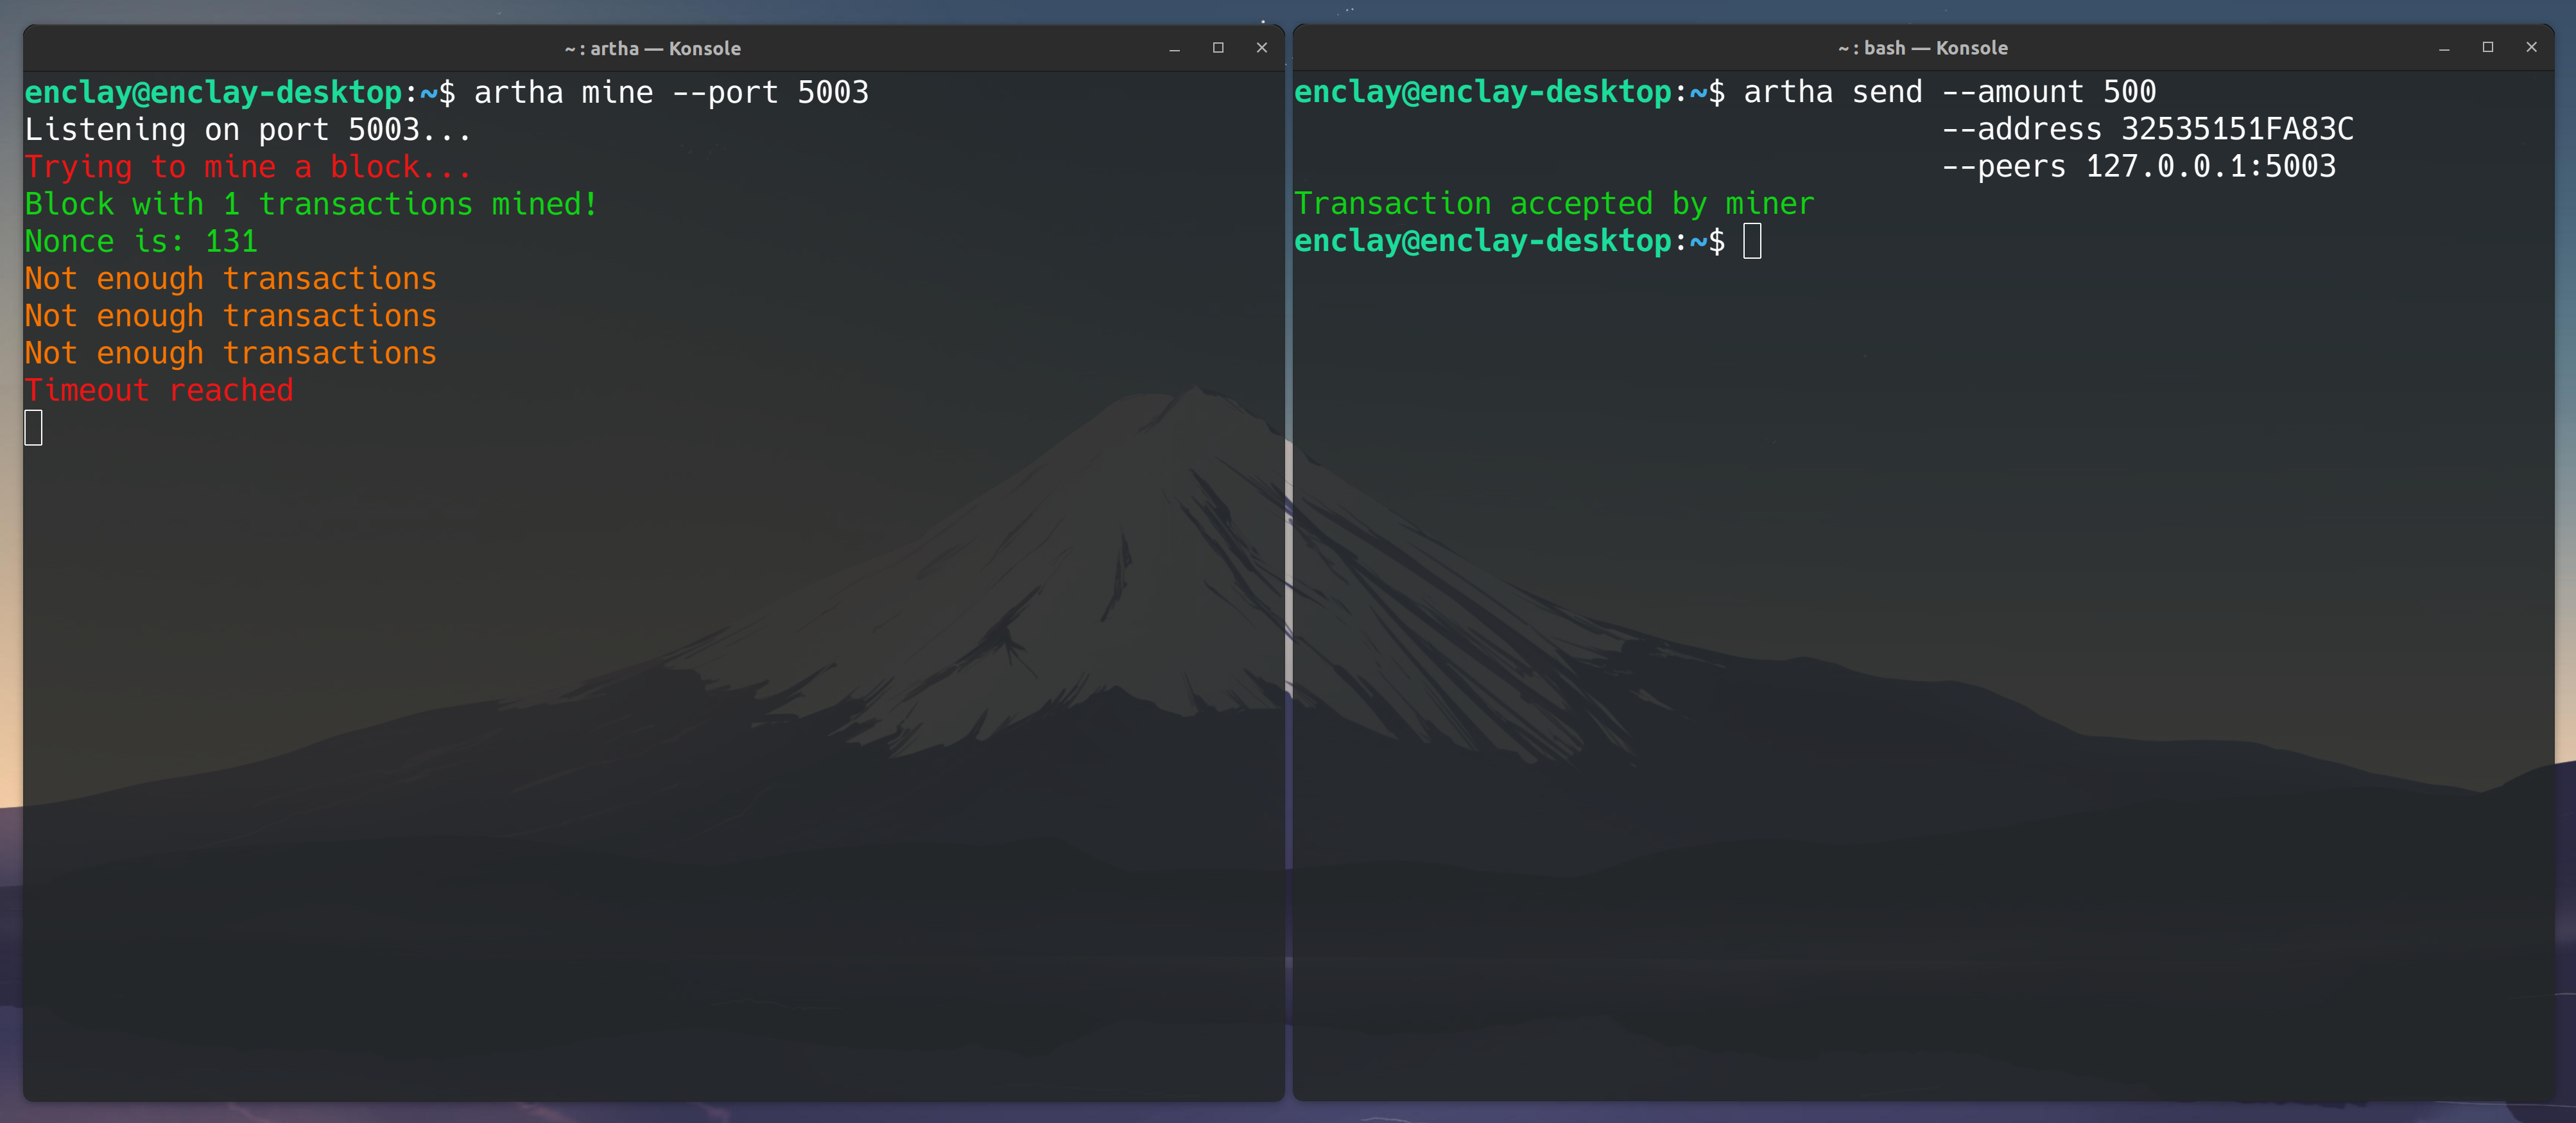 ~ : artha — Konsole
enclay@enclay-desktop:~$ artha mine --port 5003
Listening on port 5003...
Trying to mine a block...
Block with 1 transactions mined!
Nonce is: 131
Not enough transactions
Not enough transactions
Not enough transactions
Timeout reached
~ : bash — Konsole
enclay@enclay-desktop:~$ artha send --amount 500
--address 32535151FA83C
--peers 127.0.0.1:5003
Transaction accepted by miner
enclay@enclay-desktop:~$